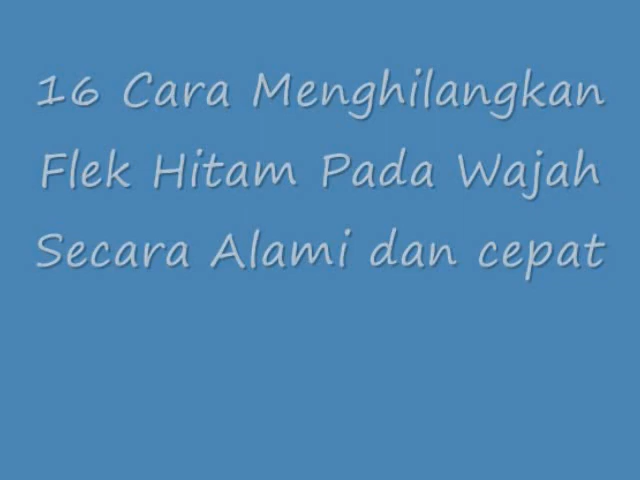 16 Cara Menghilangkan
Flek Hitam Pada Wajah
Secara Alami dan cepat